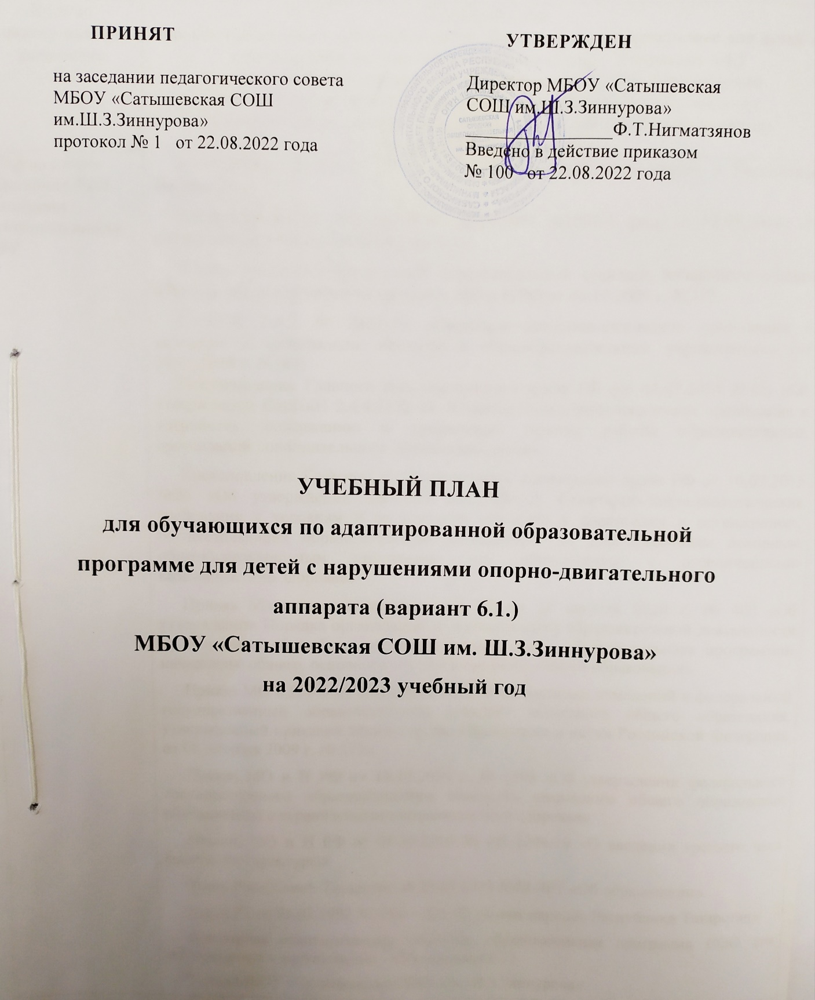 ПРИНЯТ
на заседании педагогического совета
МБОУ «Сатышевская СОШ
им.Ш.З.Зиннурова»
протокол № 1 от 22.08.2022 года
УТВЕРЖДЕН
Директор МБОУ «Сатышевская
СОШ им.Ш.З.Зиннурова»
________________Ф.Т.Нигматзянов
Введено в действие приказом
№ 100 от 22.08.2022 года
САТЫШЕВСКАЯ
УЧЕБНЫЙ ПЛАН
для обучающихся по адаптированной образовательной
программе для детей с нарушениями опорно-двигательного
аппарата (вариант 6.1.)
МБОУ «Сатышевская СОШ им. Ш.З.Зиннурова»
на 2022/2023 учебный год